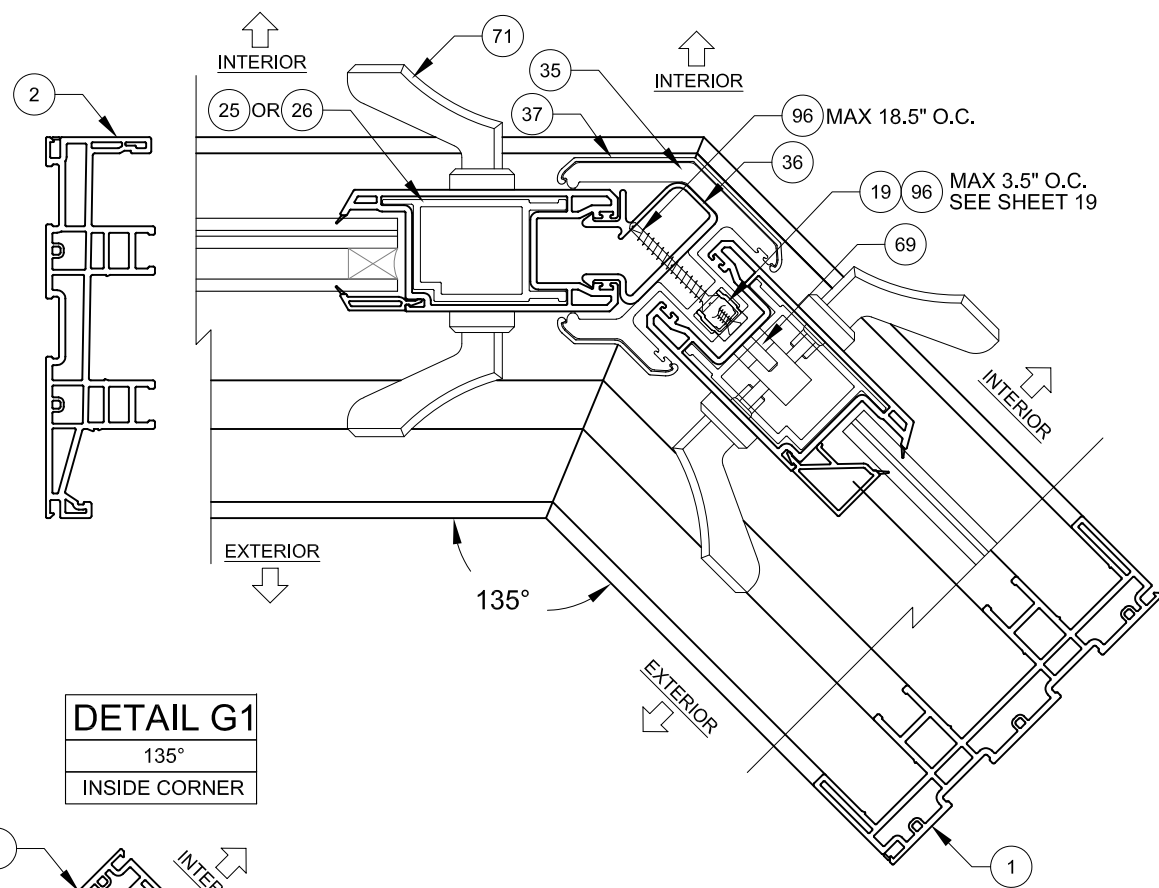 71
INTERIOR
35
INTERIOR
2
25 OR 26
37
96 MAX 18.5" O.C.
36
19 96 MAX 3.5" O.C.
SEE SHEET 19
69
INTERIOR
EXTERIOR
135°
EXTERIOR
DETAIL G1
135°
INSIDE CORNER
1